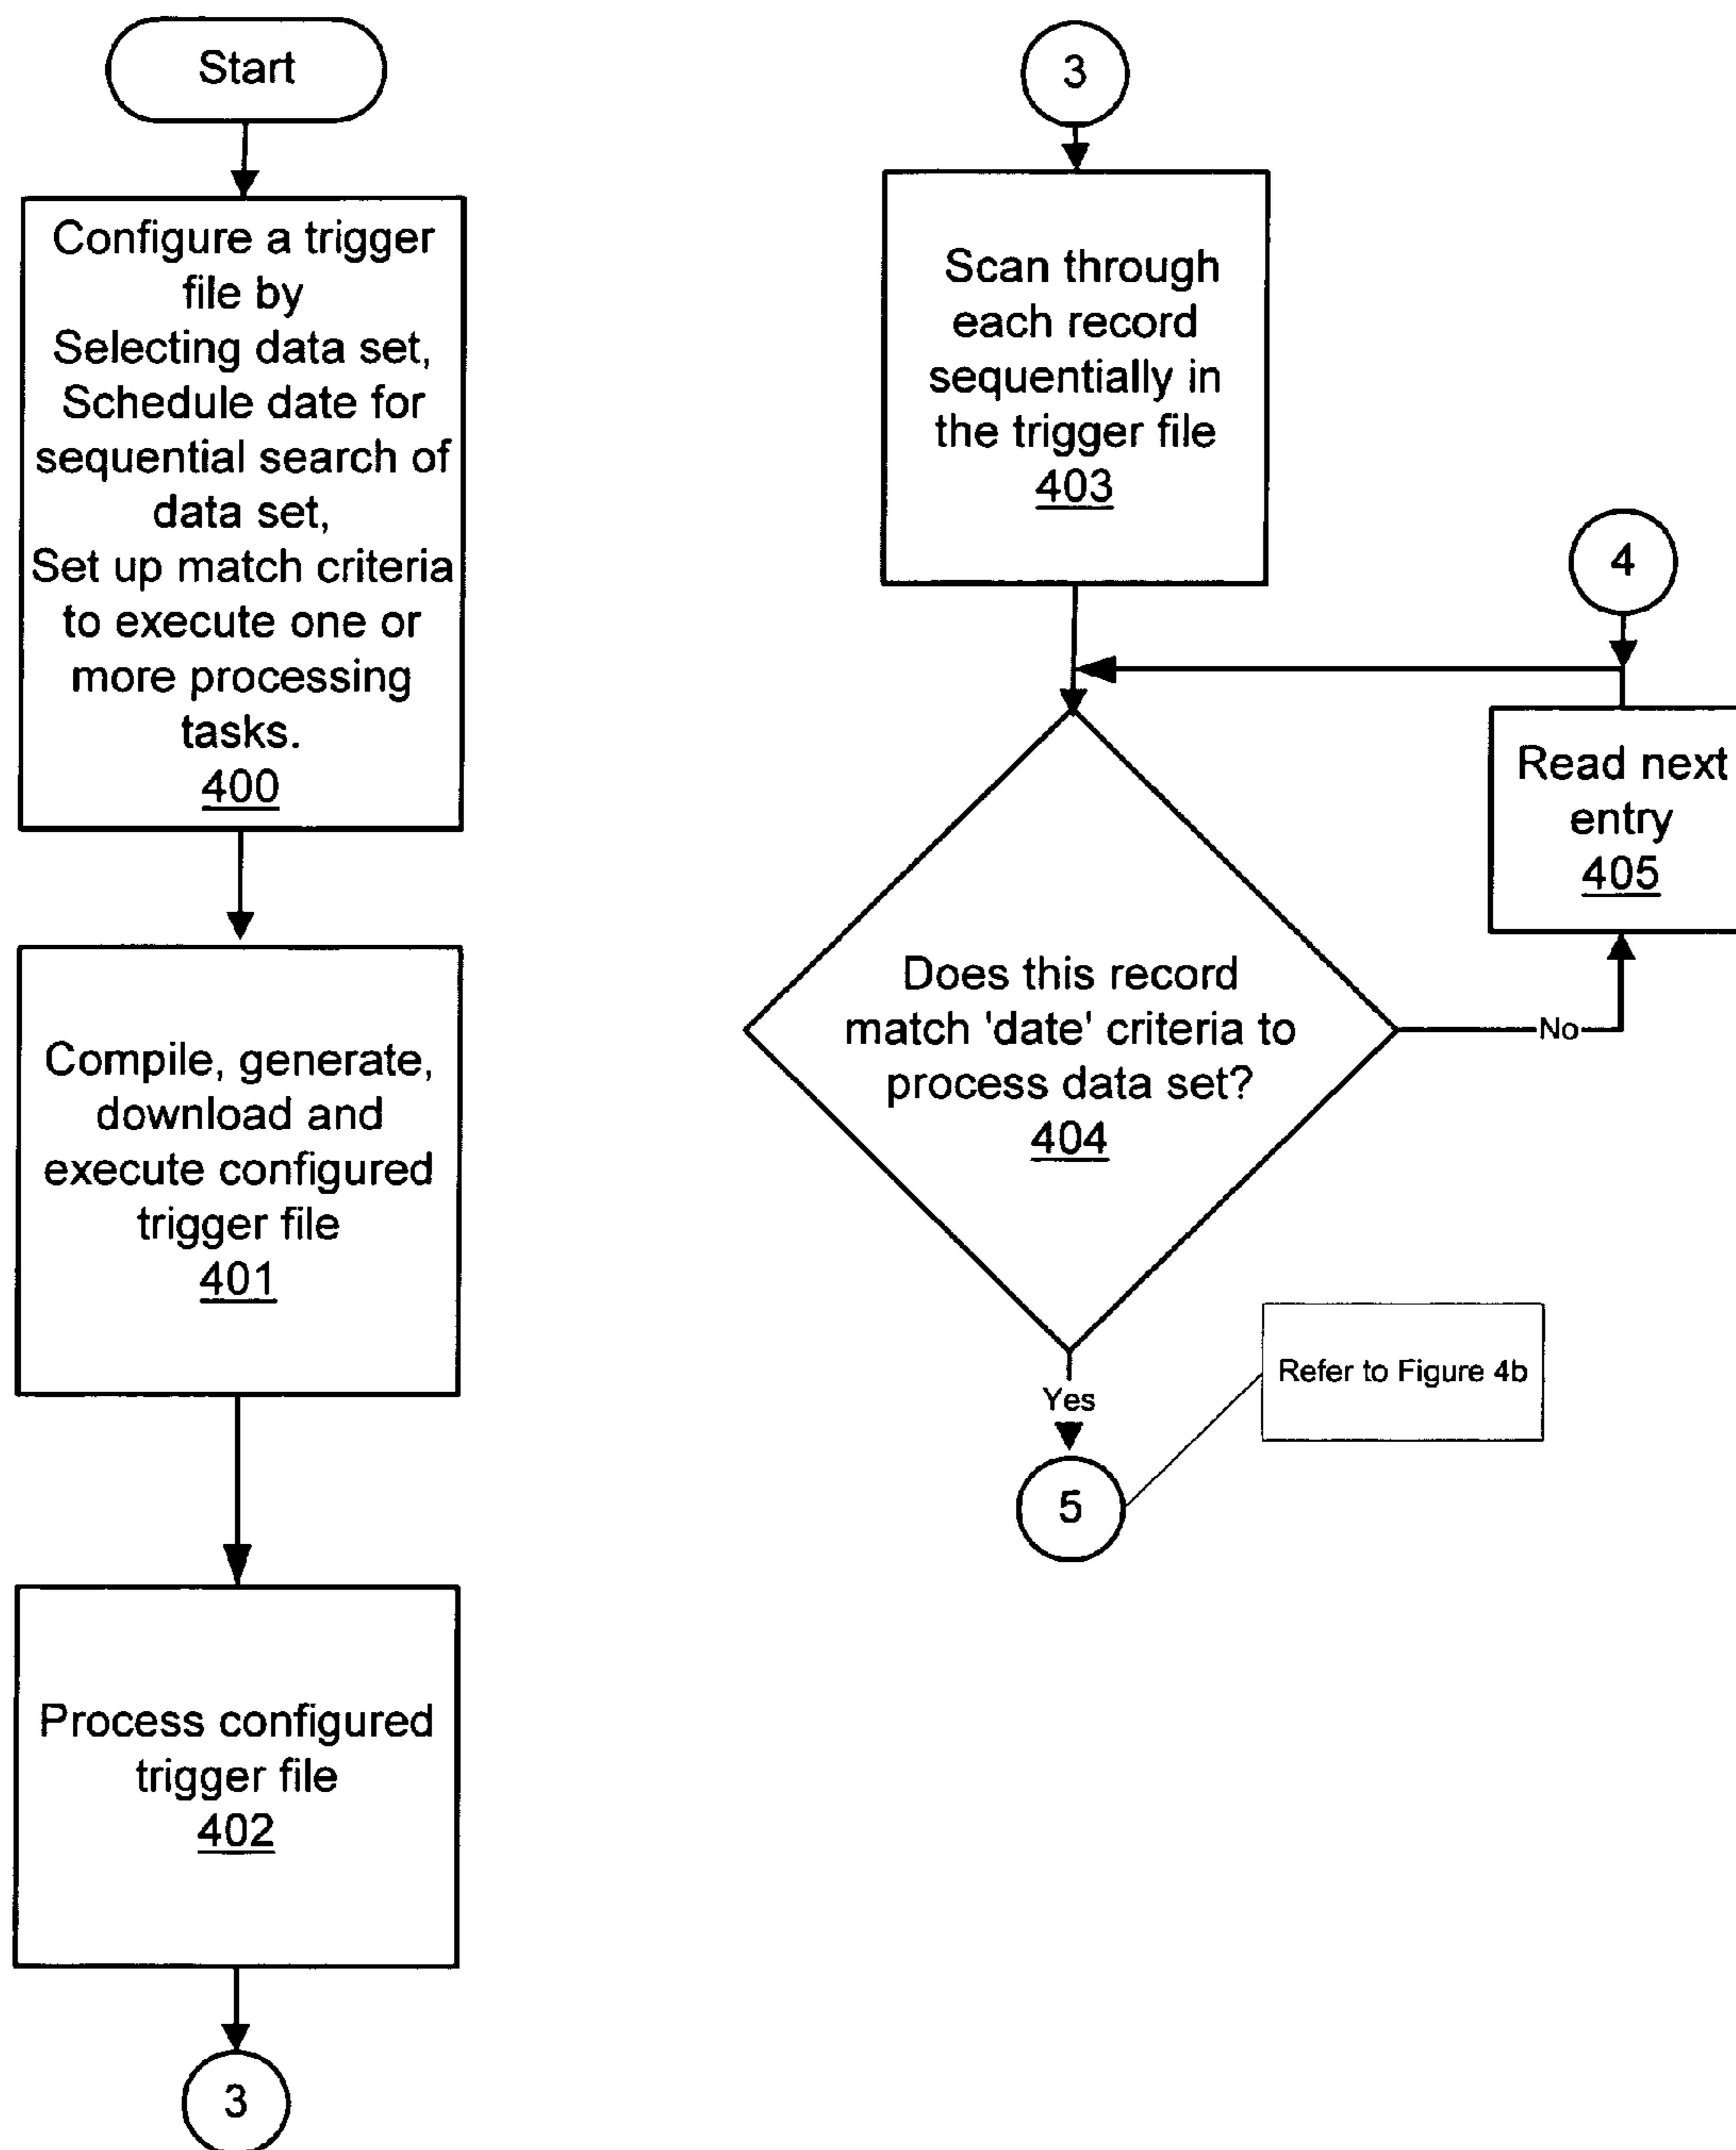 Start
Configure a trigger
file by
Selecting data set,
Schedule date for
sequential search of
data set,
Set up match criteria
to execute one or
more processing
tasks.
400
Compile, generate,
download and
execute configured
trigger file
401
Process configured
trigger file
402
3
3
Scan through
each record
sequentially in
the trigger file
403
4
Read next
entry
405
Does this record
match 'date' criteria to
process data set?
404
No
Yes
Refer to Figure 4b
5